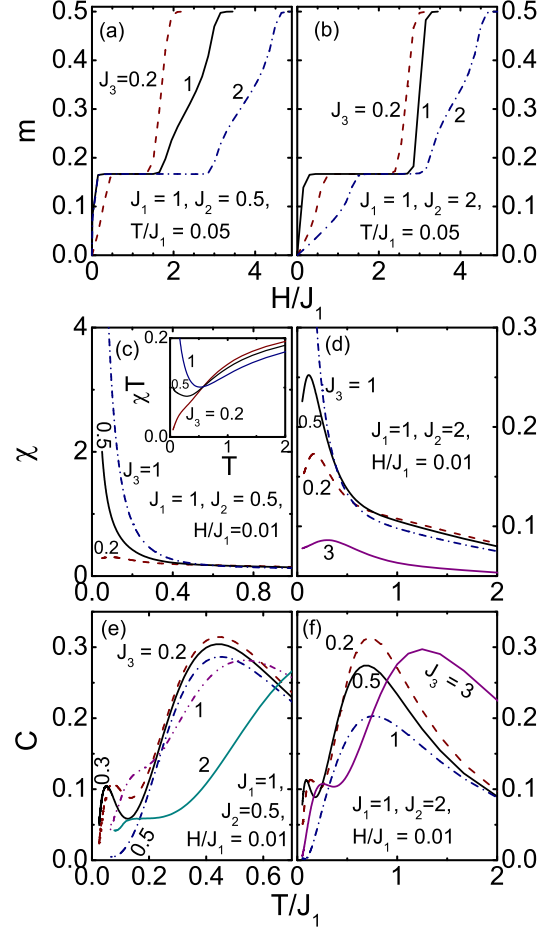 0.5
0.4
0.3
0.2
0.1
0.0
m
(a)
J₃=0.2
1
2
J₁ = 1, J₂ = 0.5,
T/J₁ = 0.05
0 2 4
(b)
J₃ = 0.2
1
2
J₁ = 1, J₂ = 2,
T/J₁ = 0.05
0.5
0.4
0.3
0.2
0.1
0.0
0 2 4
H/J₁
4
2
0
χ
(c)
0.5
J₃=1
0.2
J₁ = 1, J₂ = 0.5,
H/J₁=0.01
0.2
0.0
χT
1
0.5
J₃ = 0.2
0 1 2
T
0.0 0.4 0.8
(d)
J₃ = 1
0.5
0.2
3
J₁=1, J₂=2,
H/J₁ = 0.01
0.3
0.2
0.1
0 1 2
0.3
0.2
0.1
0.0
C
(e)
J₃ = 0.2
0.3
1
2
0.5
J₁=1,
J₂=0.5,
H/J₁ = 0.01
0.0 0.2 0.4 0.6
(f)
0.2
0.5
1
J₃ = 3
J₁=1, J₂=2,
H/J₁ = 0.01
0.3
0.2
0.1
0.0
0 1 2
T/J₁